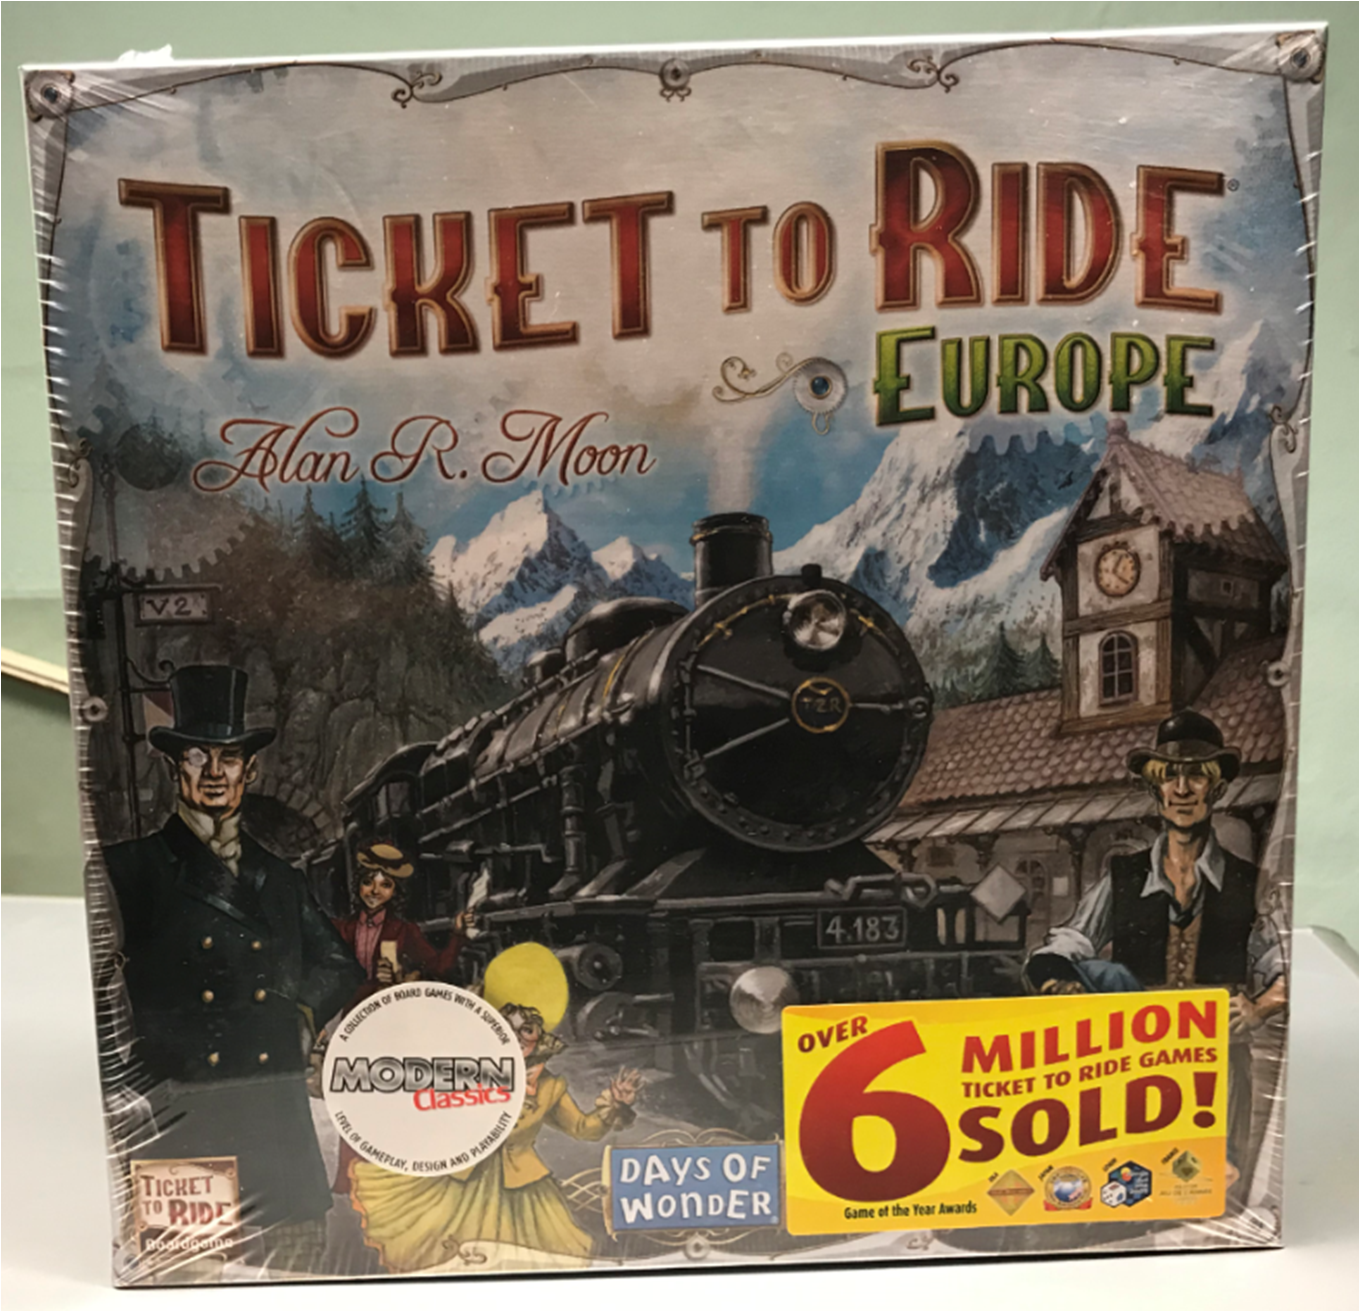 TICKET TO RIDE®
EUROPE
Alan R. Moon
V2
TZR
4.183
A COLLECTION OF BOARD GAMES WITH A SUPERIOR
MODERN
Classics
LEVEL OF GAMEPLAY, DESIGN AND PLAYABILITY
OVER
6 MILLION
TICKET TO RIDE GAMES
SOLD!
Game of the Year Awards
DAYS OF
WONDER
TICKET
TO RIDE
Boardgame